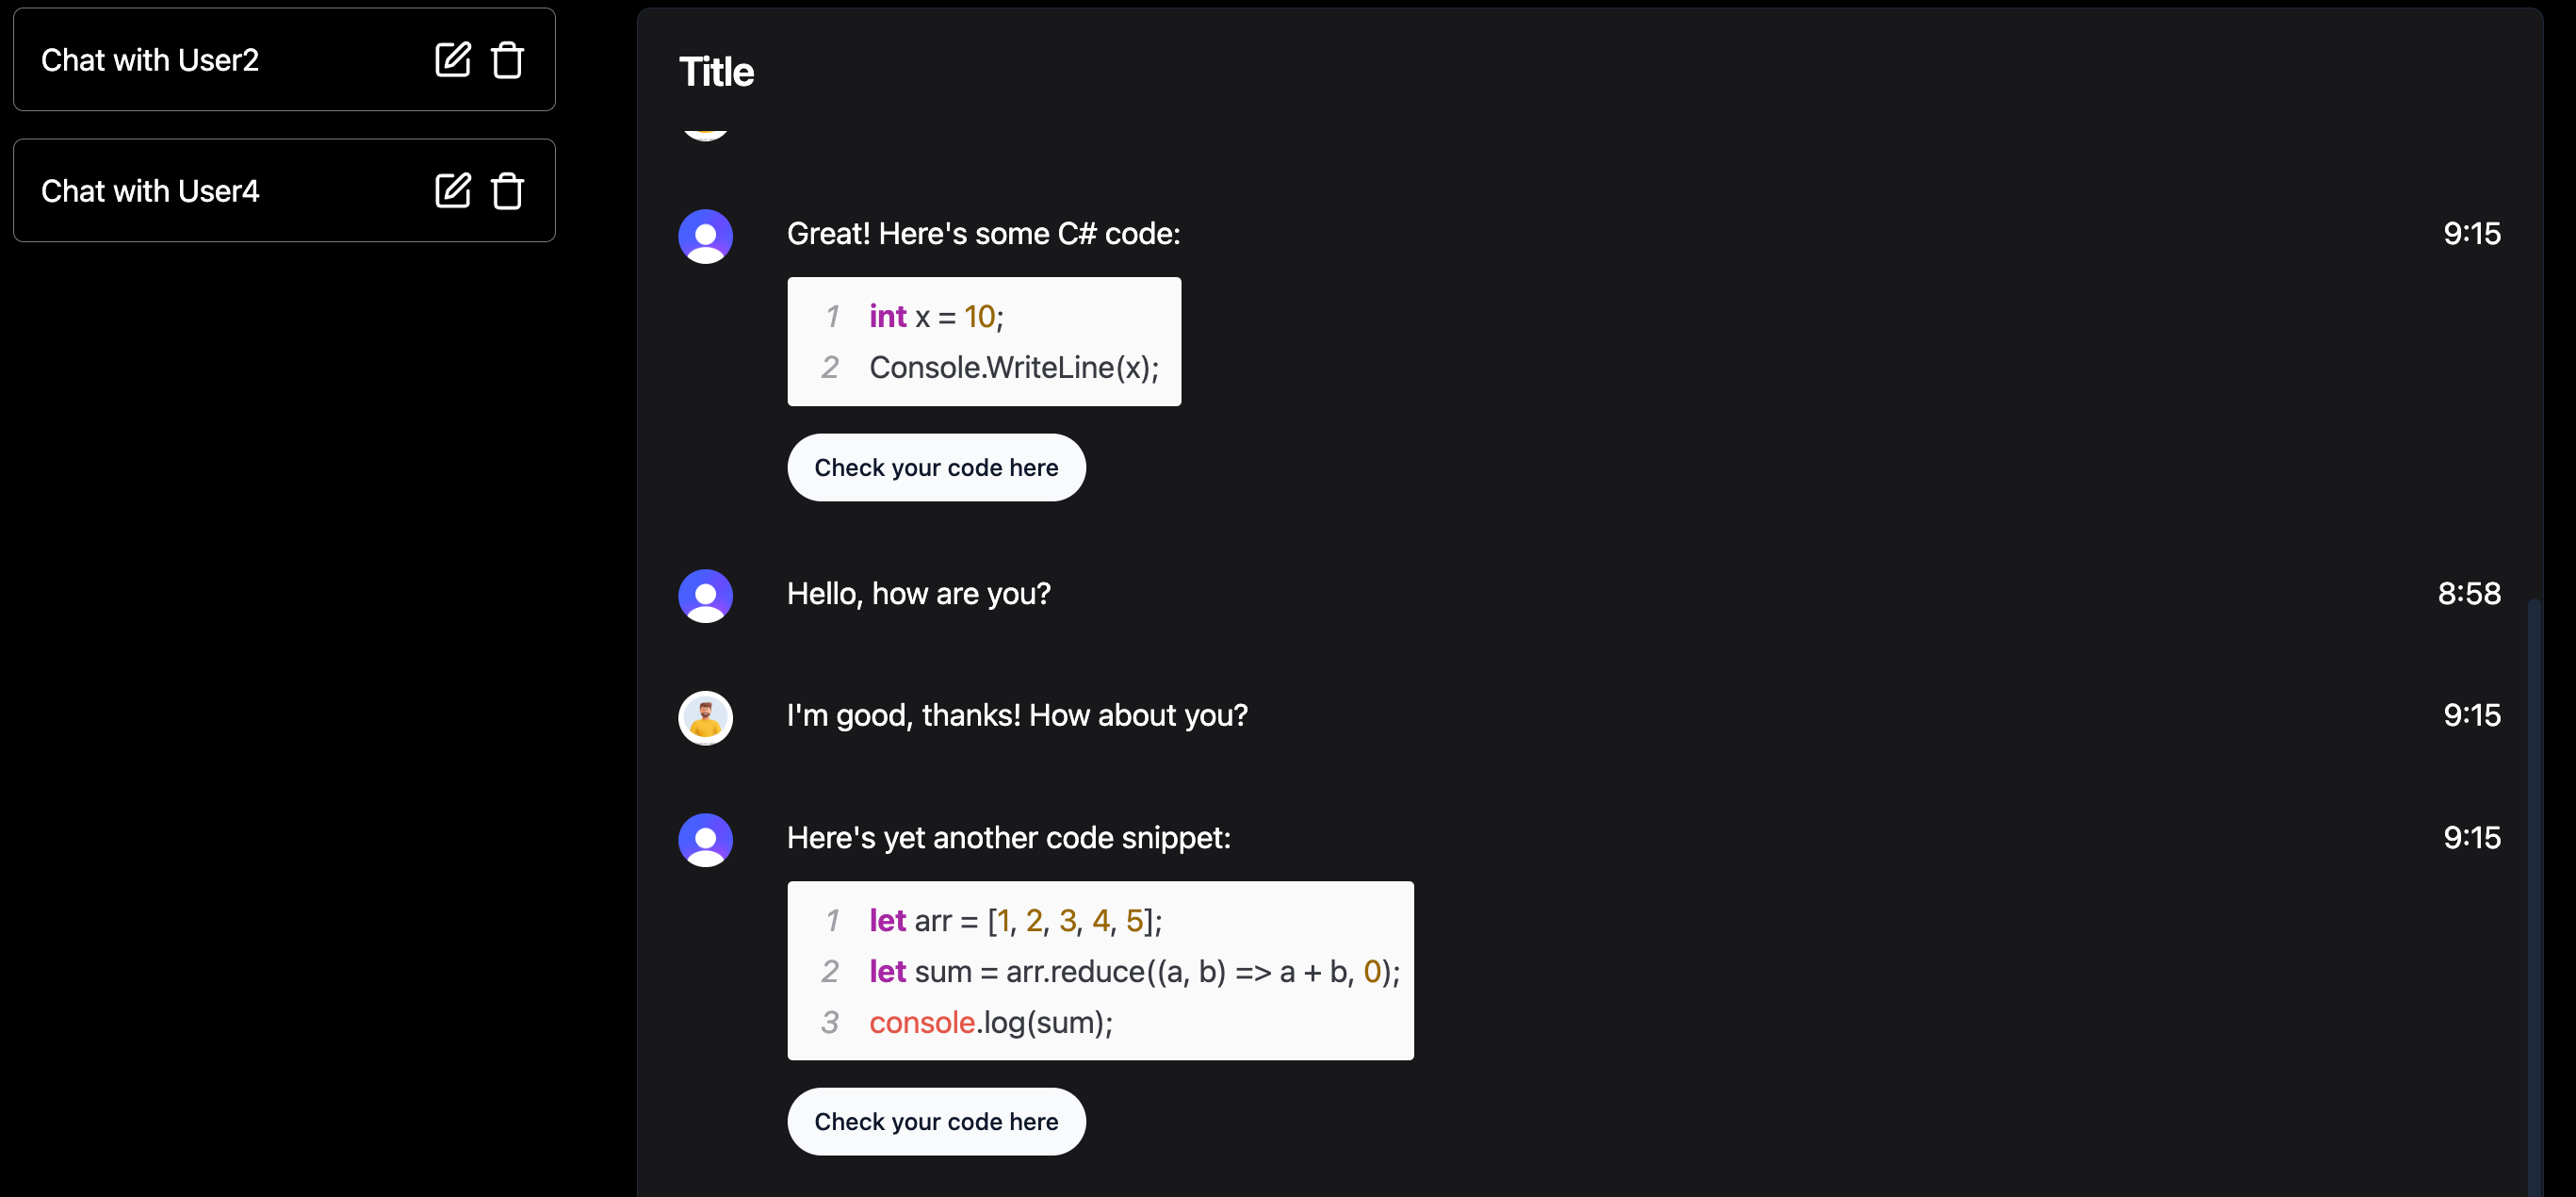 Chat with User2
Chat with User4
Title
Great! Here's some C# code:
9:15
1 int x = 10;
2 Console.WriteLine(x);
Check your code here
Hello, how are you?
8:58
I'm good, thanks! How about you?
9:15
Here's yet another code snippet:
9:15
1 let arr = [1, 2, 3, 4, 5];
2 let sum = arr.reduce((a, b) => a + b, 0);
3 console.log(sum);
Check your code here